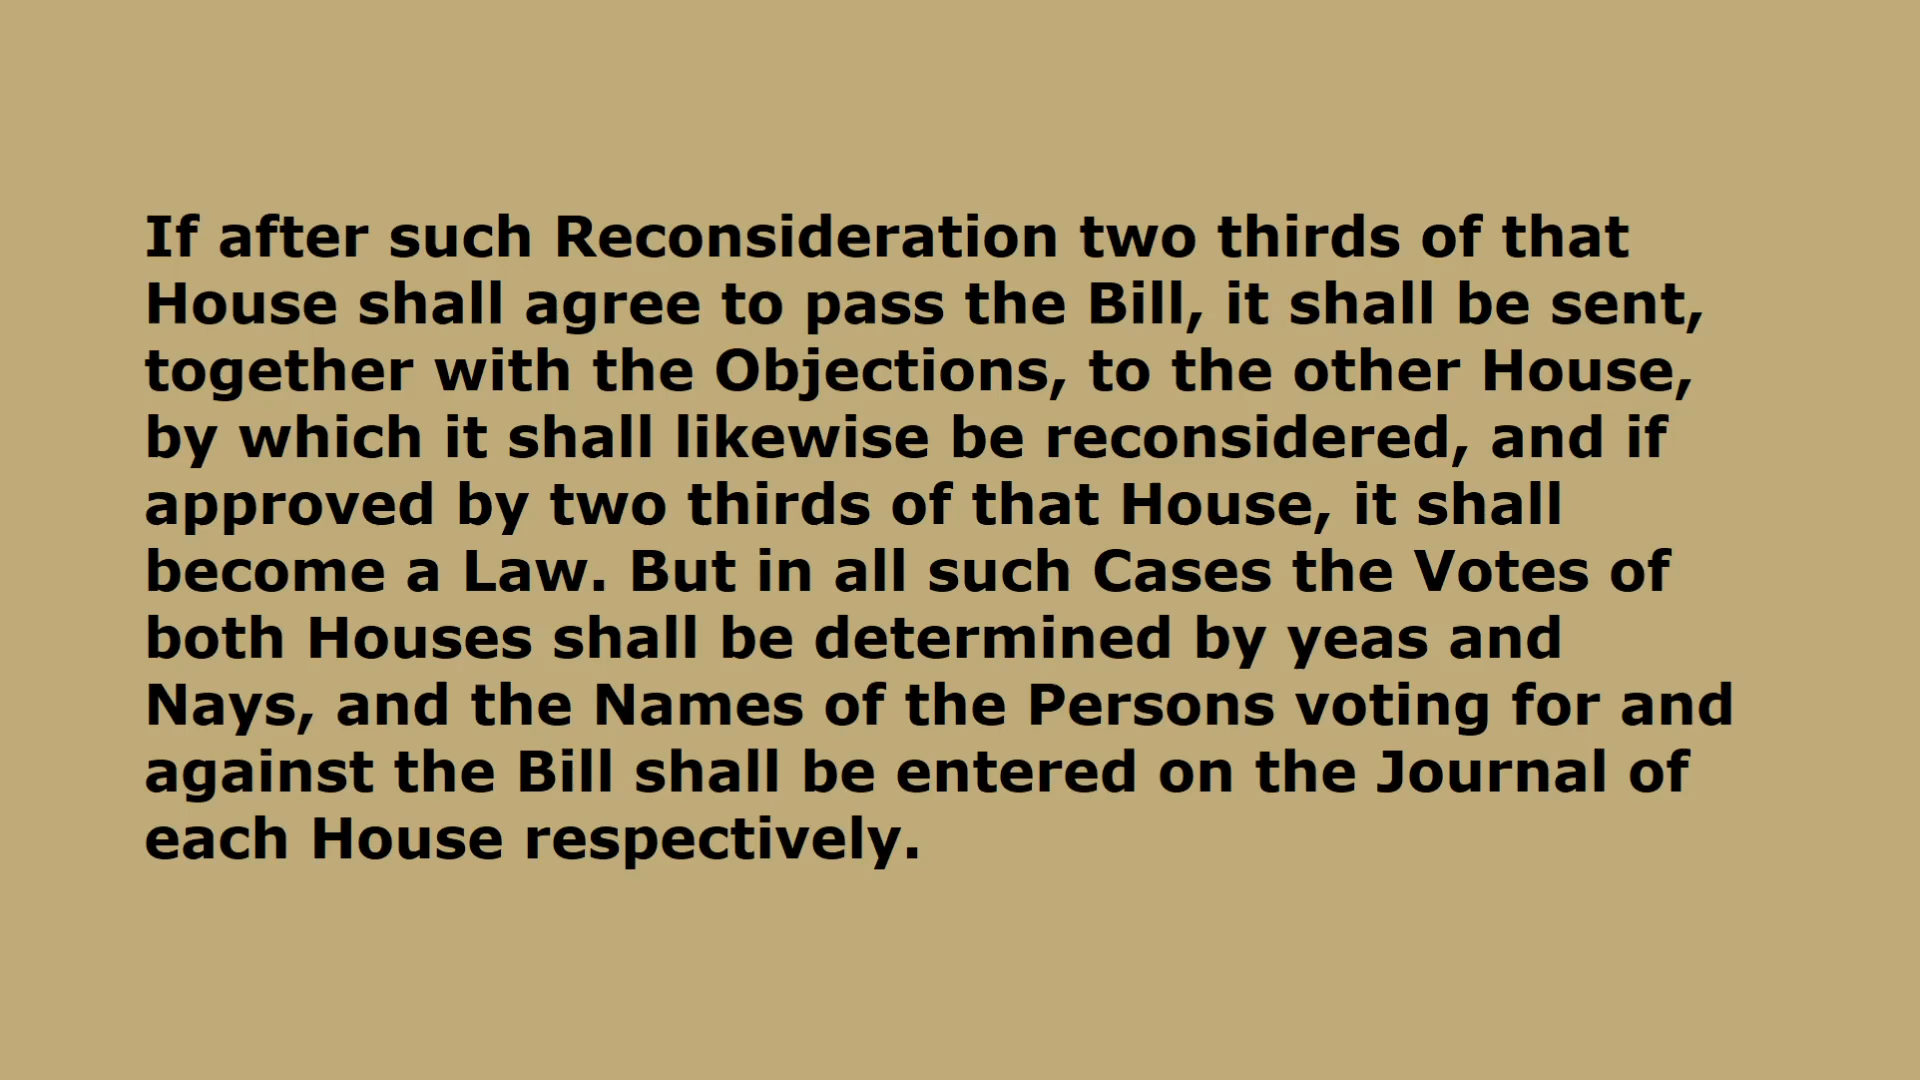 If after such Reconsideration two thirds of that
House shall agree to pass the Bill, it shall be sent,
together with the Objections, to the other House,
by which it shall likewise be reconsidered, and if
approved by two thirds of that House, it shall
become a Law. But in all such Cases the Votes of
both Houses shall be determined by yeas and
Nays, and the Names of the Persons voting for and
against the Bill shall be entered on the Journal of
each House respectively.